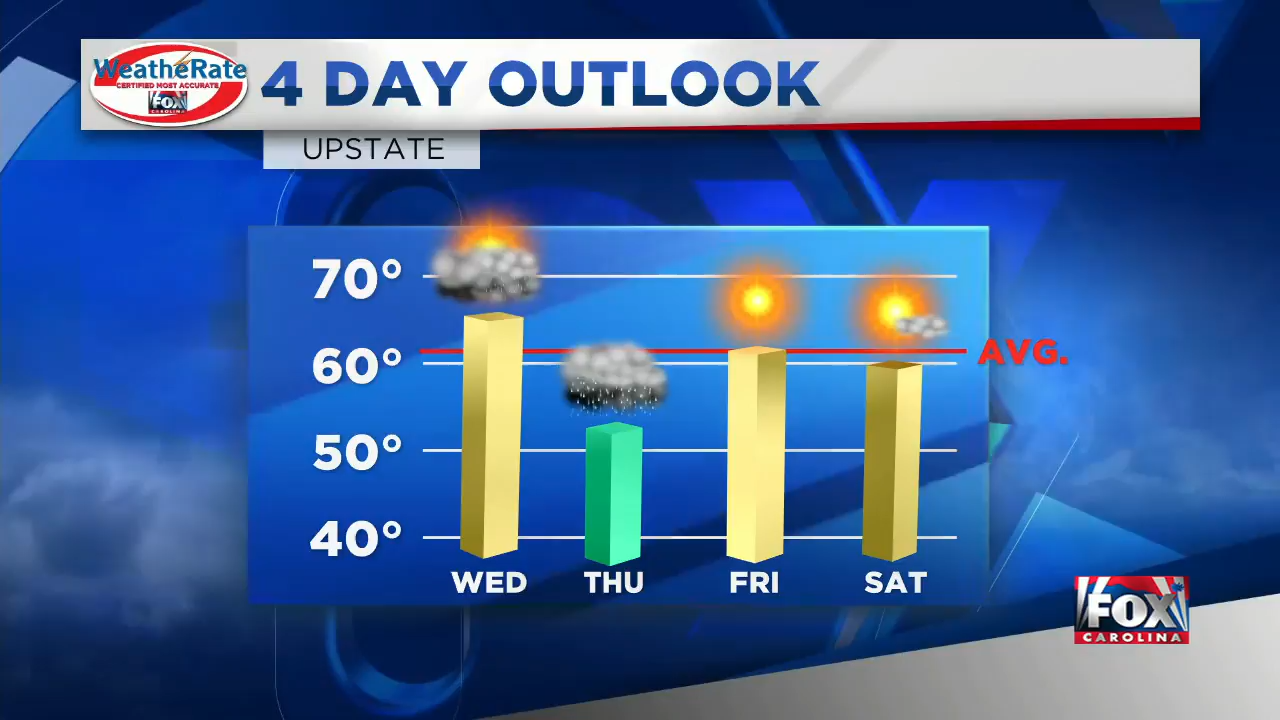 WeatheRate
CERTIFIED MOST ACCURATE
FOX
CAROLINA
4 DAY OUTLOOK
UPSTATE
70°
60°
AVG.
50°
40°
WED THU FRI SAT
FOX
CAROLINA